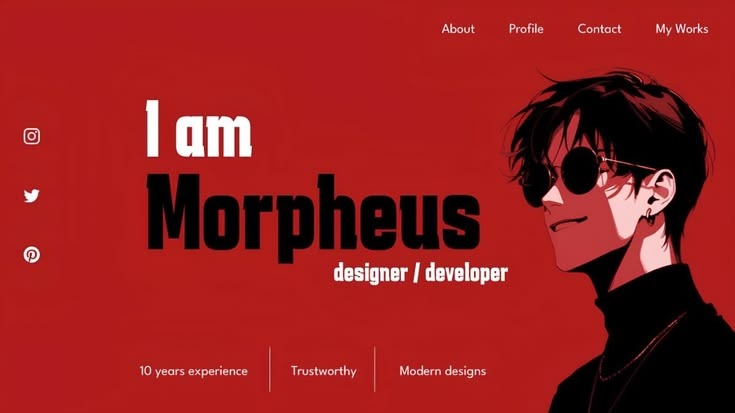 About Profile Contact My Works
I am
Morpheus
designer / developer
10 years experience Trustworthy Modern designs